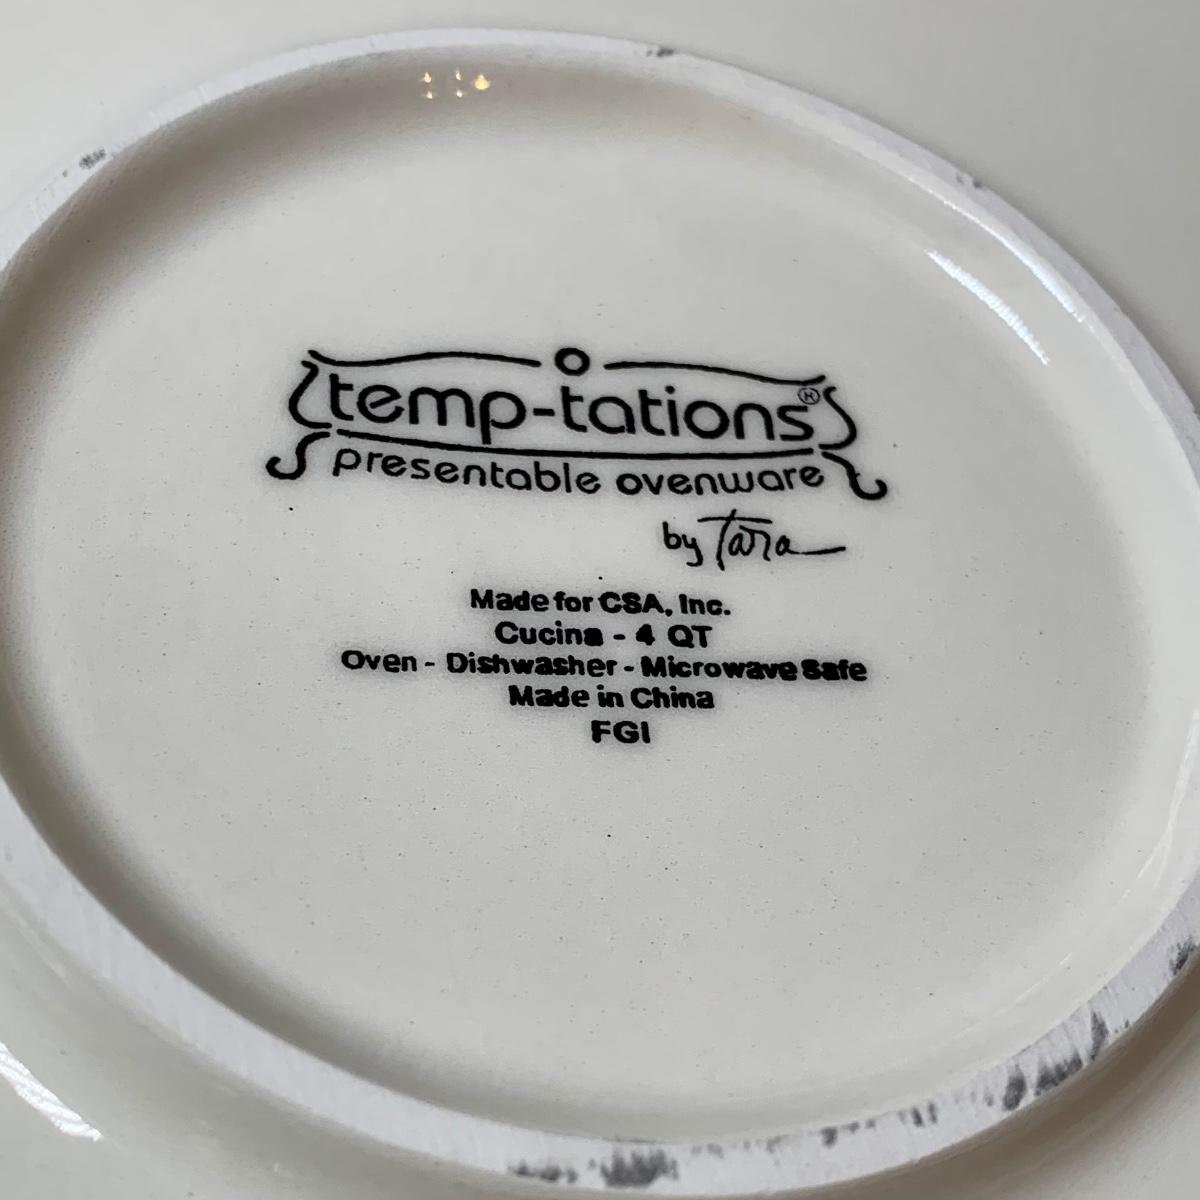 temp-tations®
presentable ovenware
by Tara
Made for CSA, Inc.
Cucina - 4 QT
Oven - Dishwasher - Microwave Safe
Made in China
FGI